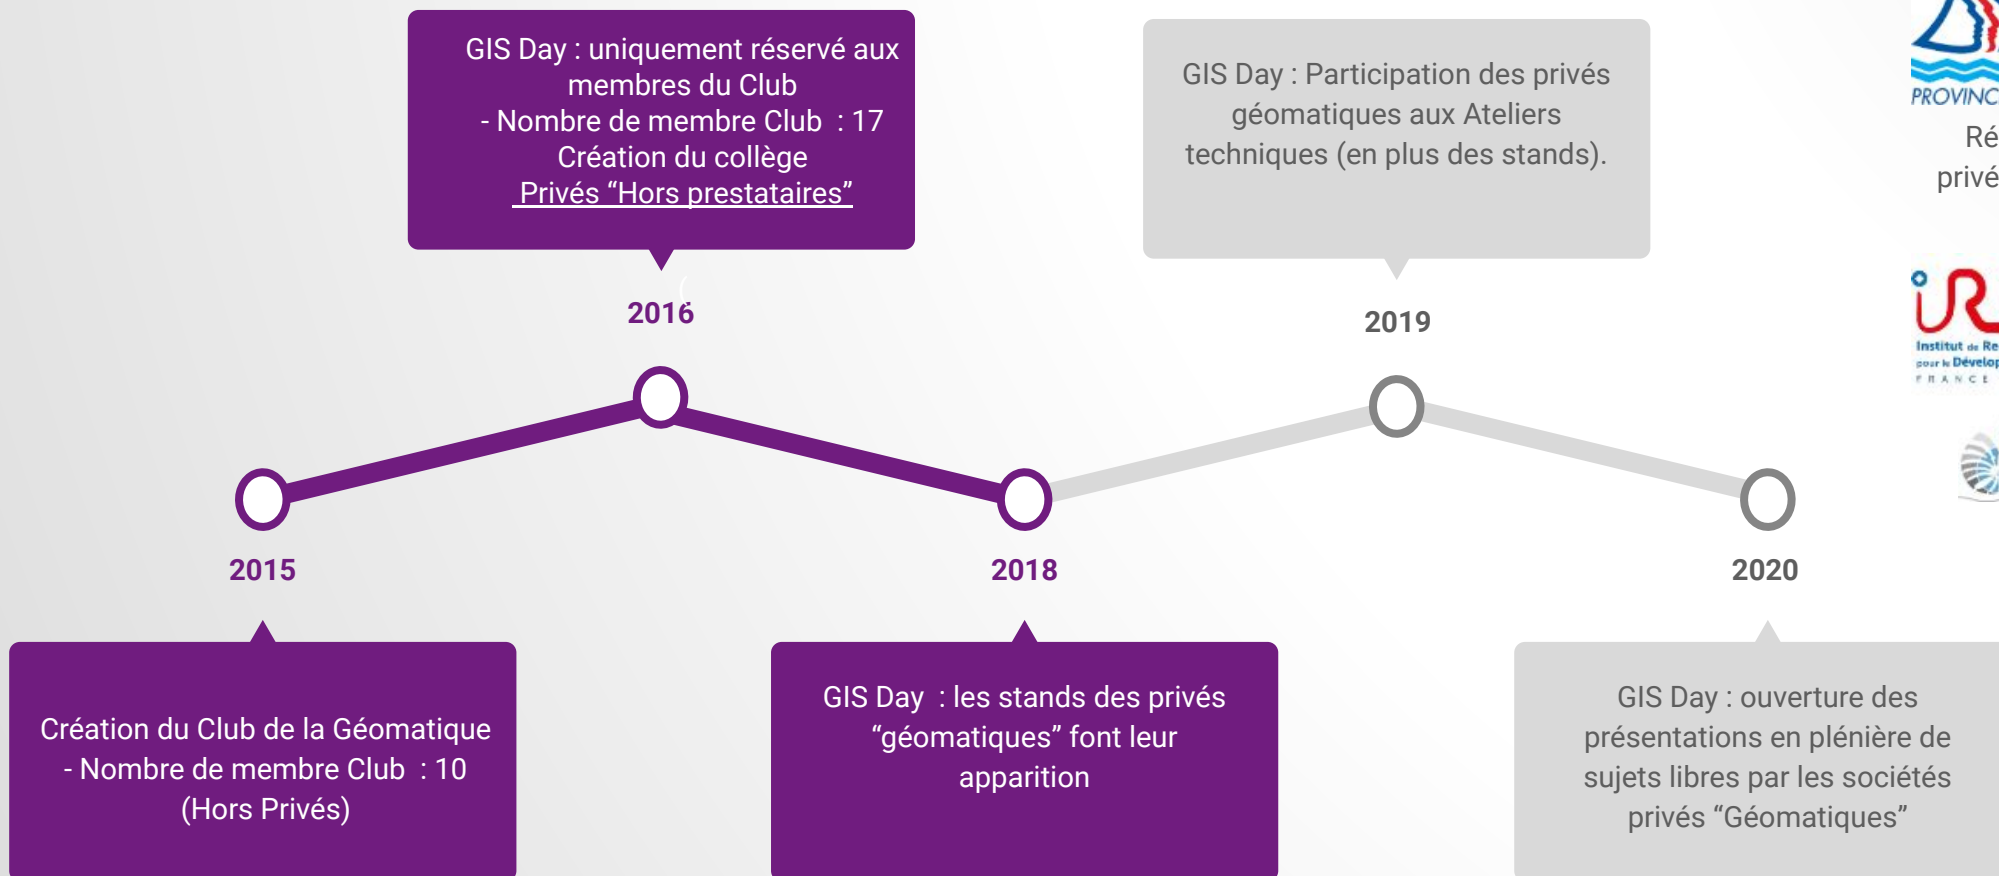 GIS Day : uniquement réservé aux
membres du Club
- Nombre de membre Club : 17
Création du collège
Privés “Hors prestataires”
(
2016
GIS Day : Participation des privés
géomatiques aux Ateliers
techniques (en plus des stands).
2019
2015
Création du Club de la Géomatique
- Nombre de membre Club : 10
(Hors Privés)
2018
GIS Day : les stands des privés
“géomatiques” font leur
apparition
2020
GIS Day : ouverture des
présentations en plénière de
sujets libres par les sociétés
privés “Géomatiques”
PROVINC
Ré
privé
iR
Institut de Re
pour le Dévelop
FRANCE